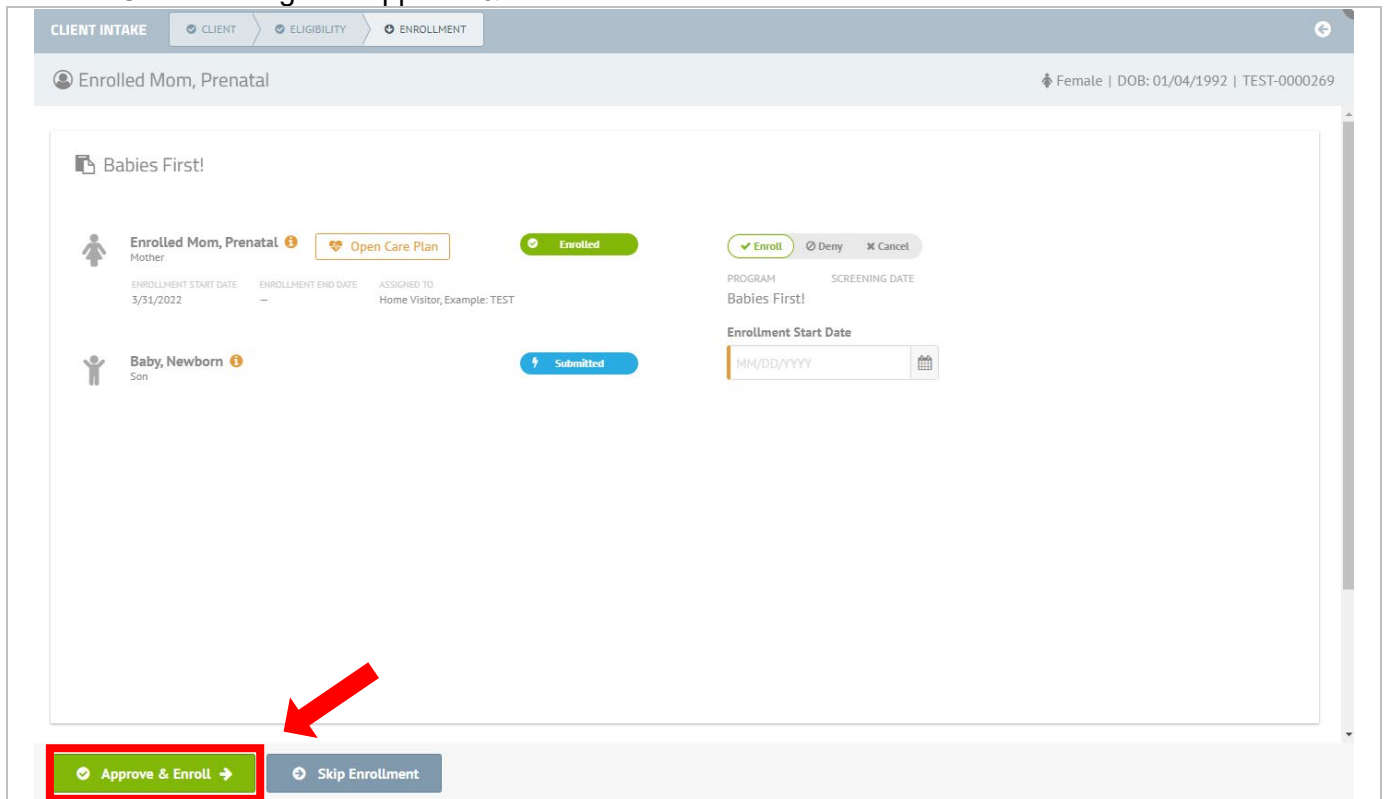 CLIENT INTAKE CLIENT ELIGIBILITY ENROLLMENT
Enrolled Mom, Prenatal Female | DOB: 01/04/1992 | TEST-0000269
Babies First!
Enrolled Mom, Prenatal Open Care Plan Enrolled
Mother
ENROLLMENT START DATE ENROLLMENT END DATE ASSIGNED TO
3/31/2022 – Home Visitor, Example: TEST
Baby, Newborn Submitted
Son
Enroll Deny Cancel
PROGRAM SCREENING DATE
Babies First!
Enrollment Start Date
MM/DD/YYYY
Approve & Enroll Skip Enrollment